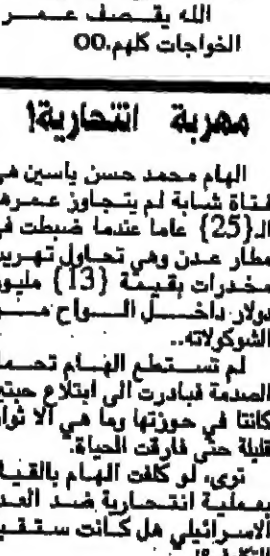 الله يقصف عمر
الخواجات كلهم.OO
مهربة انتحارية!
الهام محمد حسن ياسين هي
فتاة شابة لم يتجاوز عمرها
الـ{25} عاما عندما ضبطت في
مطار عدن وهي تحاول تهريب
مخدرات بقيمة {13} مليون
دولار داخل الواح من
الشوكولاته..
لم تستطع الهام تحمل
الصدمة فبادرت الى ابتلاع حبتين
كانتا في حوزتها وما هي الا ثوان
قليلة حتى فارقت الحياة.
ترى، لو كلفت الهام بالقيام
بعملية انتحارية ضد العدو
الاسرائيلي هل كانت ستقبل